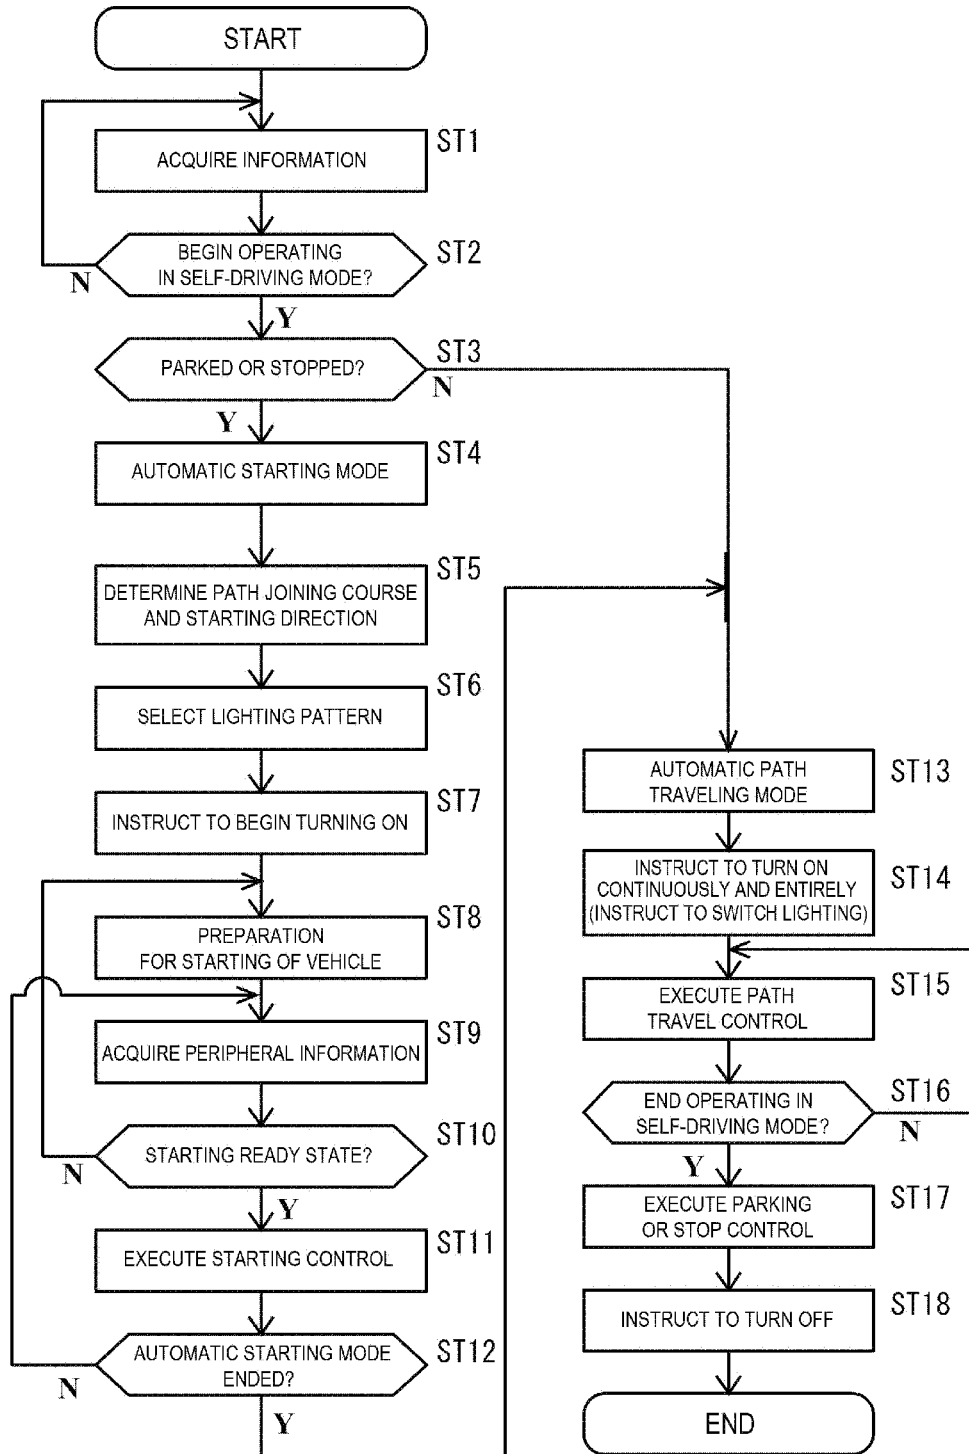 START
ST1
ACQUIRE INFORMATION
ST2
BEGIN OPERATING
IN SELF-DRIVING MODE?
N
Y
ST3
PARKED OR STOPPED?
N
Y
ST4
AUTOMATIC STARTING MODE
ST5
DETERMINE PATH JOINING COURSE
AND STARTING DIRECTION
ST6
SELECT LIGHTING PATTERN
ST7
INSTRUCT TO BEGIN TURNING ON
ST8
PREPARATION
FOR STARTING OF VEHICLE
ST9
ACQUIRE PERIPHERAL INFORMATION
ST10
STARTING READY STATE?
N
Y
ST11
EXECUTE STARTING CONTROL
ST12
AUTOMATIC STARTING MODE
ENDED?
N
Y
ST13
AUTOMATIC PATH
TRAVELING MODE
ST14
INSTRUCT TO TURN ON
CONTINUOUSLY AND ENTIRELY
(INSTRUCT TO SWITCH LIGHTING)
ST15
EXECUTE PATH
TRAVEL CONTROL
ST16
END OPERATING IN
SELF-DRIVING MODE?
N
Y
ST17
EXECUTE PARKING
OR STOP CONTROL
ST18
INSTRUCT TO TURN OFF
END